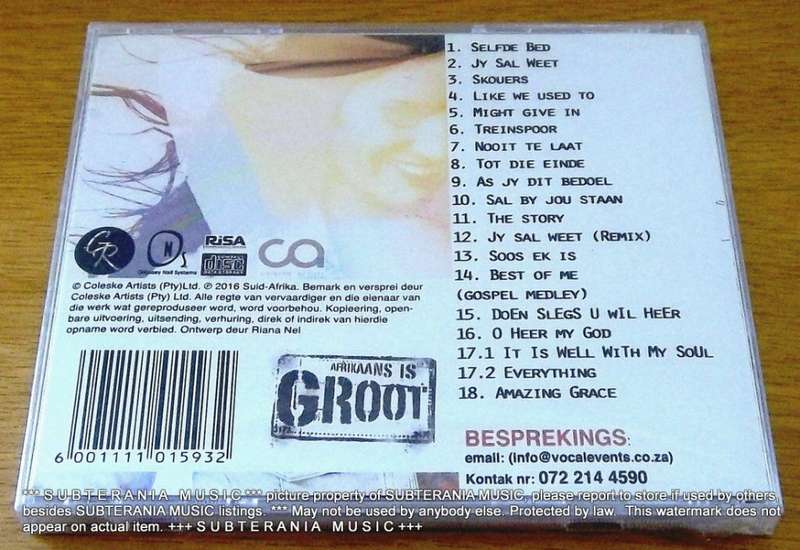 1. SELFDE BED
2. JY SAL WEET
3. SKOUERS
4. LIKE WE USED TO
5. MIGHT GIVE IN
6. TREINSPOOR
7. NOOIT TE LAAT
8. TOT DIE EINDE
9. AS JY DIT BEDOEL
10. SAL BY JOU STAAN
11. THE STORY
12. JY SAL WEET (REMIX)
13. SOOS EK IS
14. BEST OF ME
(GOSPEL MEDLEY)
15. DOEN SLEGS U WIL HEER
16. O HEER MY GOD
17.1 IT IS WELL WITH MY SOUL
17.2 EVERYTHING
18. AMAZING GRACE
BESPREKINGS:
email: (info@vocalevents.co.za)
Kontak nr: 072 214 4590
GR
Odyssey Nail Systems
RiSA
COMPACT
disc
ca
© Coleske Artists (Pty)Ltd. ℗ 2016 Suid-Afrika. Bemark en versprei deur
Coleske Artists (Pty) Ltd. Alle regte van vervaardiger en die eienaar van
die werk wat gereproduseer word, word voorbehou. Kopieering, open-
bare uitvoering, uitsending, verhuring, direk of indirek van hierdie
opname word verbied. Ontwerp deur Riana Nel
6 001111 015932
AFRIKAANS IS
GROOT
*** S U B T E R A N I A M U S I C *** picture property of SUBTERANIA MUSIC, please report to store if used by others
besides SUBTERANIA MUSIC listings. *** May not be used by anybody else. Protected by law. This watermark does not
appear on actual item. +++ S U B T E R A N I A M U S I C +++